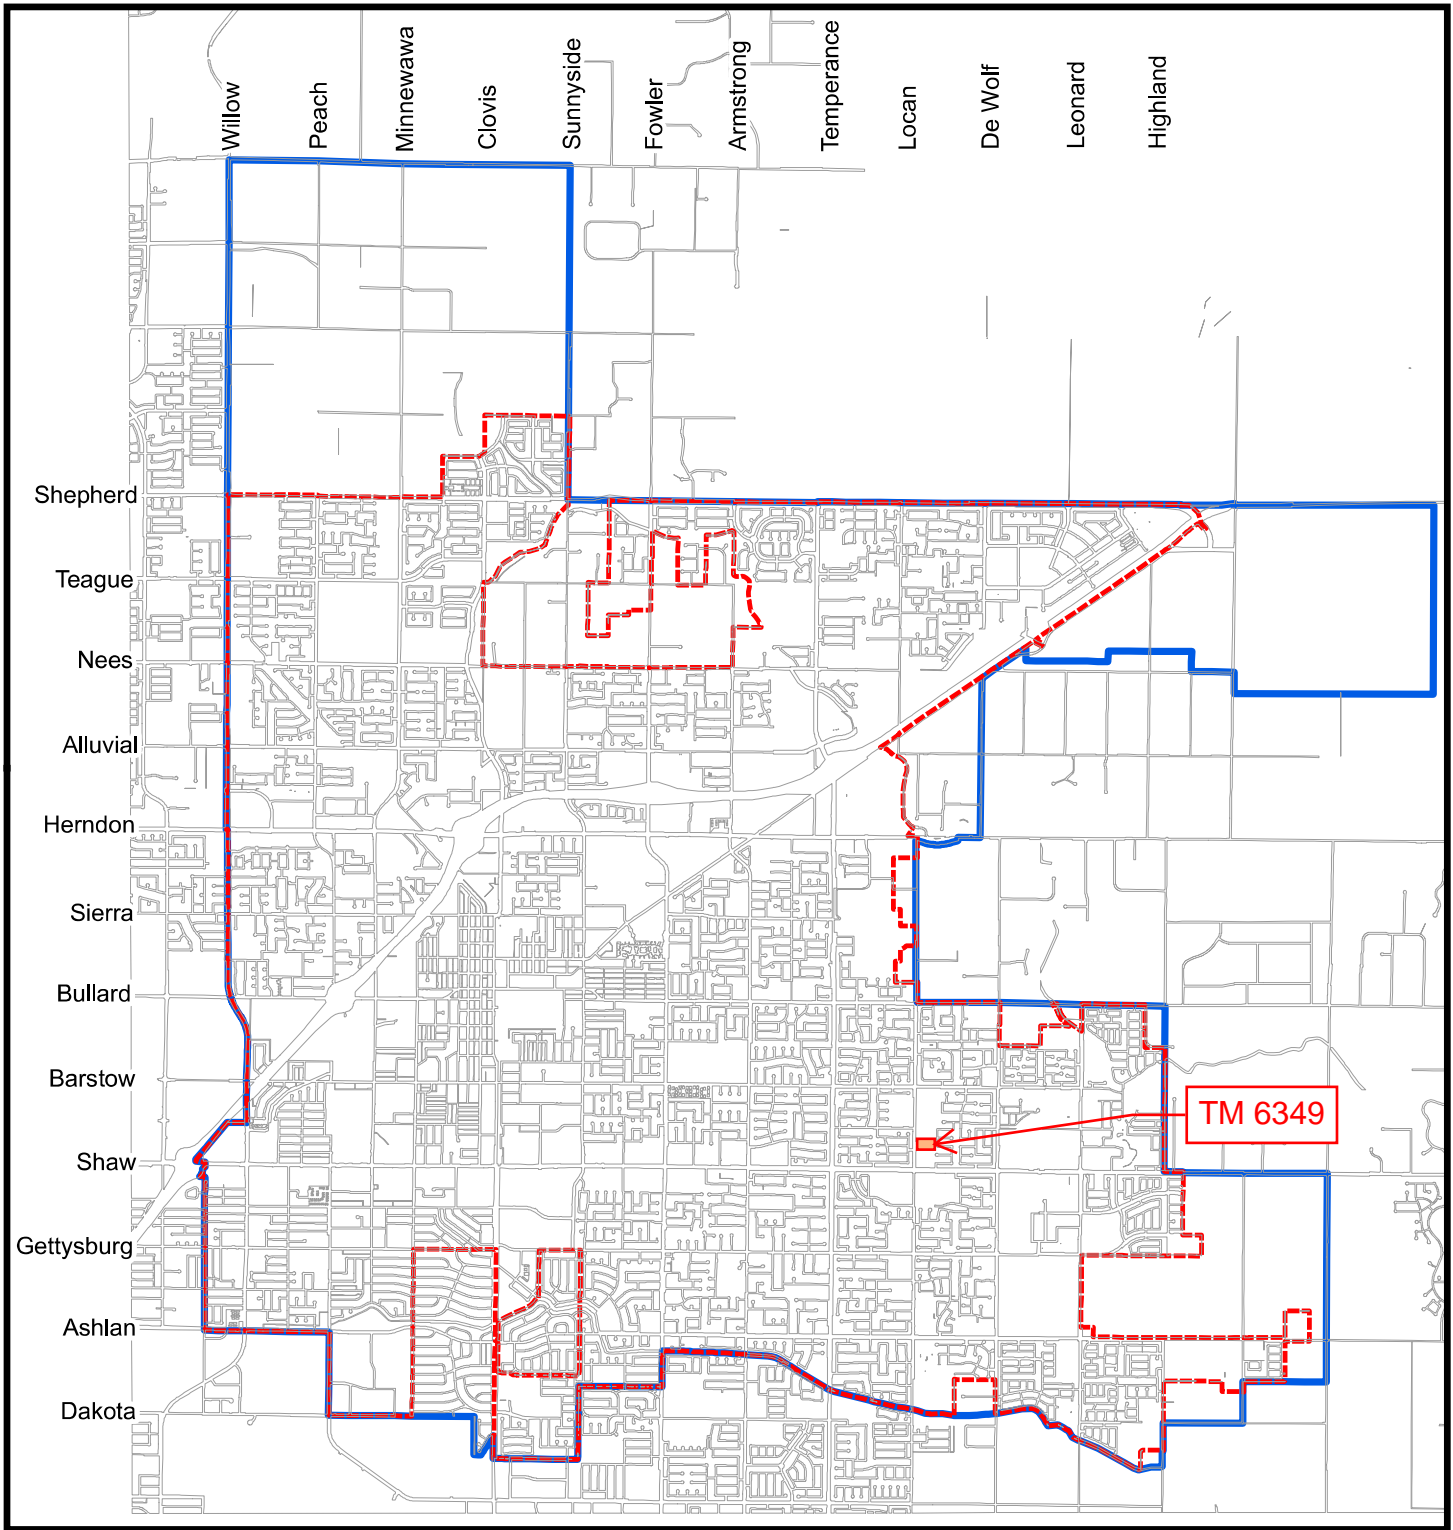 Willow
Peach
Minnewawa
Clovis
Sunnyside
Fowler
Armstrong
Temperance
Locan
De Wolf
Leonard
Highland
Shepherd
Teague
Nees
Alluvial
Herndon
Sierra
Bullard
Barstow
TM 6349
Shaw
Gettysburg
Ashlan
Dakota